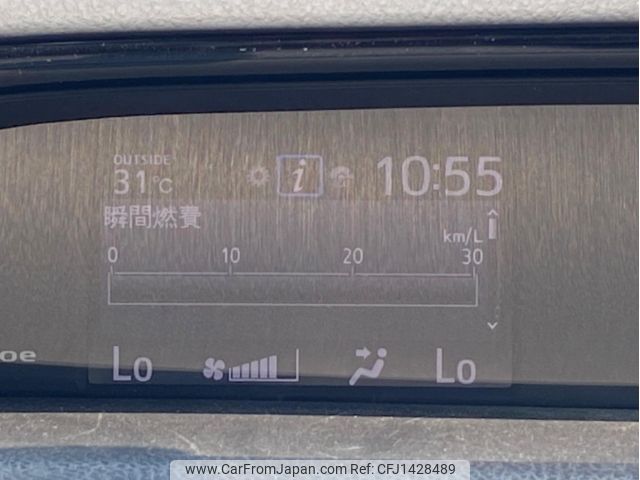 OUTSIDE
31°C
i
10:55
瞬間燃費
km/L
0 10 20 30
Lo
Lo
www.CarFromJapan.com Ref: CFJ1428489